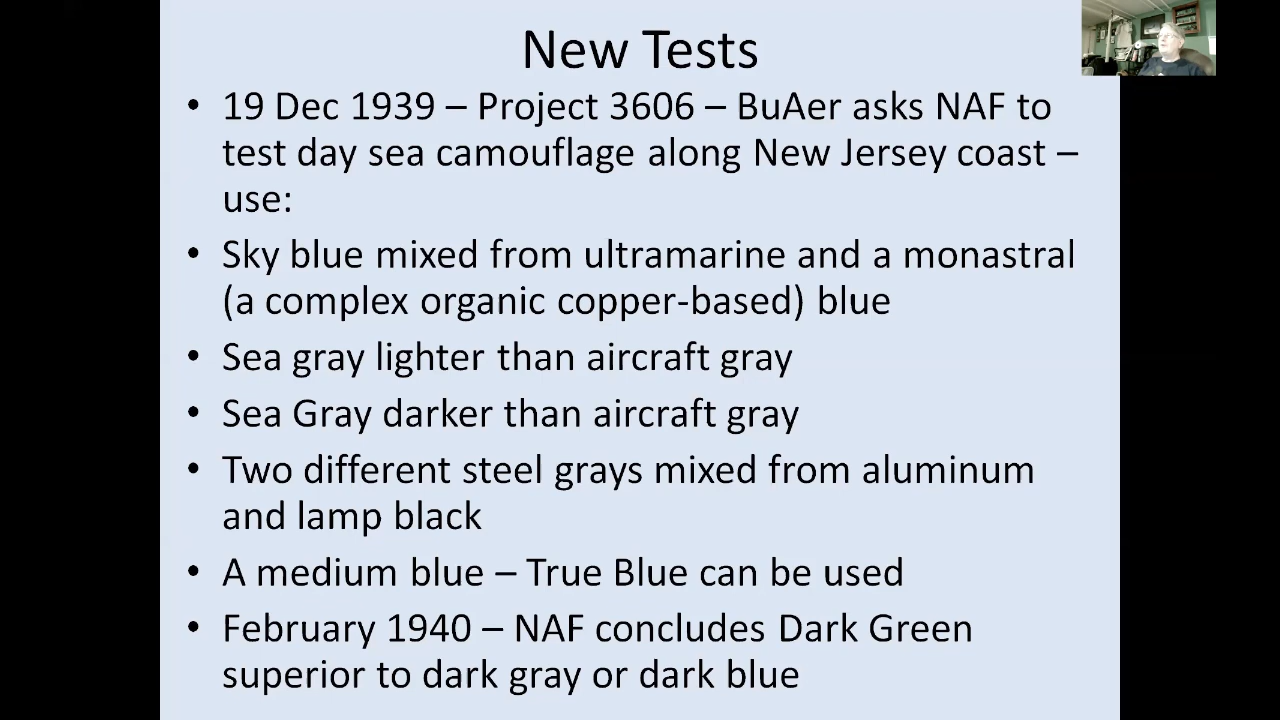 New Tests
• 19 Dec 1939 – Project 3606 – BuAer asks NAF to
test day sea camouflage along New Jersey coast –
use:
• Sky blue mixed from ultramarine and a monastral
(a complex organic copper-based) blue
• Sea gray lighter than aircraft gray
• Sea Gray darker than aircraft gray
• Two different steel grays mixed from aluminum
and lamp black
• A medium blue – True Blue can be used
• February 1940 – NAF concludes Dark Green
superior to dark gray or dark blue